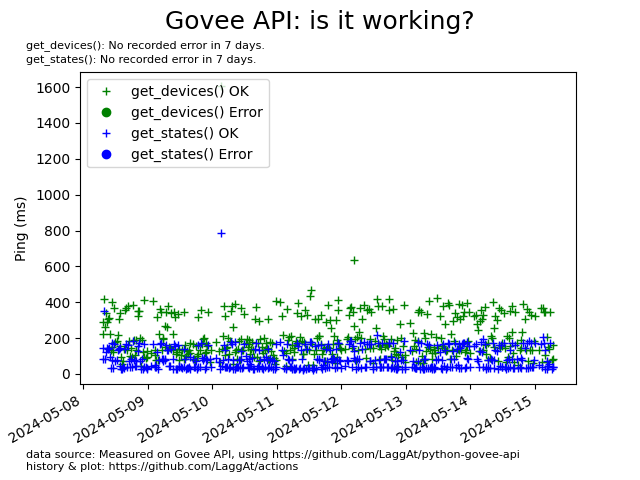 Govee API: is it working?
get_devices(): No recorded error in 7 days.
get_states(): No recorded error in 7 days.
get_devices() OK
get_devices() Error
get_states() OK
get_states() Error
Ping (ms)
1600
1400
1200
1000
800
600
400
200
0
2024-05-08
2024-05-09
2024-05-10
2024-05-11
2024-05-12
2024-05-13
2024-05-14
2024-05-15
data source: Measured on Govee API, using https://github.com/LaggAt/python-govee-api
history & plot: https://github.com/LaggAt/actions